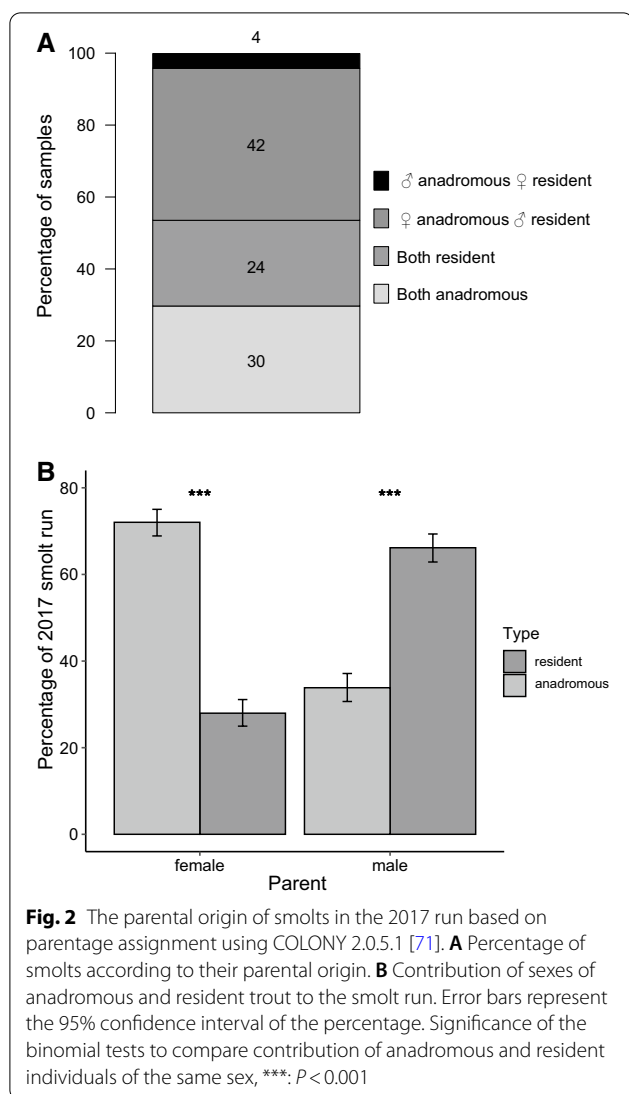 A
4
100
80
60
40
20
0
Percentage of samples
42
24
30
♂ anadromous ♀ resident
♀ anadromous ♂ resident
Both resident
Both anadromous
B
80
60
40
20
0
Percentage of 2017 smolt run
***
***
Type
resident
anadromous
female
male
Parent
Fig. 2 The parental origin of smolts in the 2017 run based on
parentage assignment using COLONY 2.0.5.1 [71]. A Percentage of
smolts according to their parental origin. B Contribution of sexes of
anadromous and resident trout to the smolt run. Error bars represent
the 95% confidence interval of the percentage. Significance of the
binomial tests to compare contribution of anadromous and resident
individuals of the same sex, ***: P < 0.001